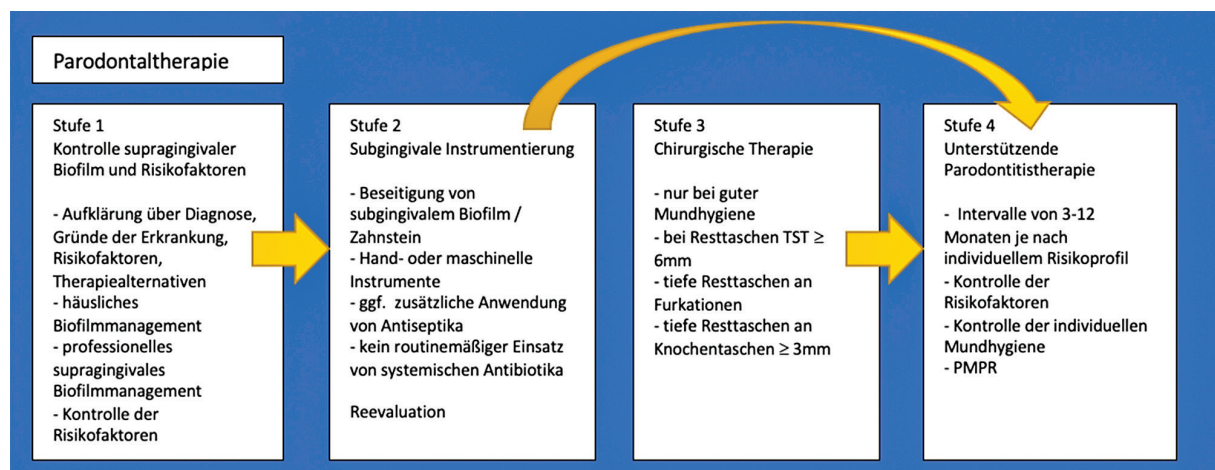 Parodontaltherapie
Stufe 1
Kontrolle supragingivaler
Biofilm und Risikofaktoren
- Aufklärung über Diagnose,
Gründe der Erkrankung,
Risikofaktoren,
Therapiealternativen
- häusliches
Biofilmmanagement
- professionelles
supragingivales
Biofilmmanagement
- Kontrolle der
Risikofaktoren
Stufe 2
Subgingivale Instrumentierung
- Beseitigung von
subgingivalem Biofilm /
Zahnstein
- Hand- oder maschinelle
Instrumente
- ggf. zusätzliche Anwendung
von Antiseptika
- kein routinemäßiger Einsatz
von systemischen Antibiotika
Reevaluation
Stufe 3
Chirurgische Therapie
- nur bei guter
Mundhygiene
- bei Resttaschen TST ≥
6mm
- tiefe Resttaschen an
Furkationen
- tiefe Resttaschen an
Knochentaschen ≥ 3mm
Stufe 4
Unterstützende
Parodontitistherapie
- Intervalle von 3-12
Monaten je nach
individuellem Risikoprofil
- Kontrolle der
Risikofaktoren
- Kontrolle der individuellen
Mundhygiene
- PMPR